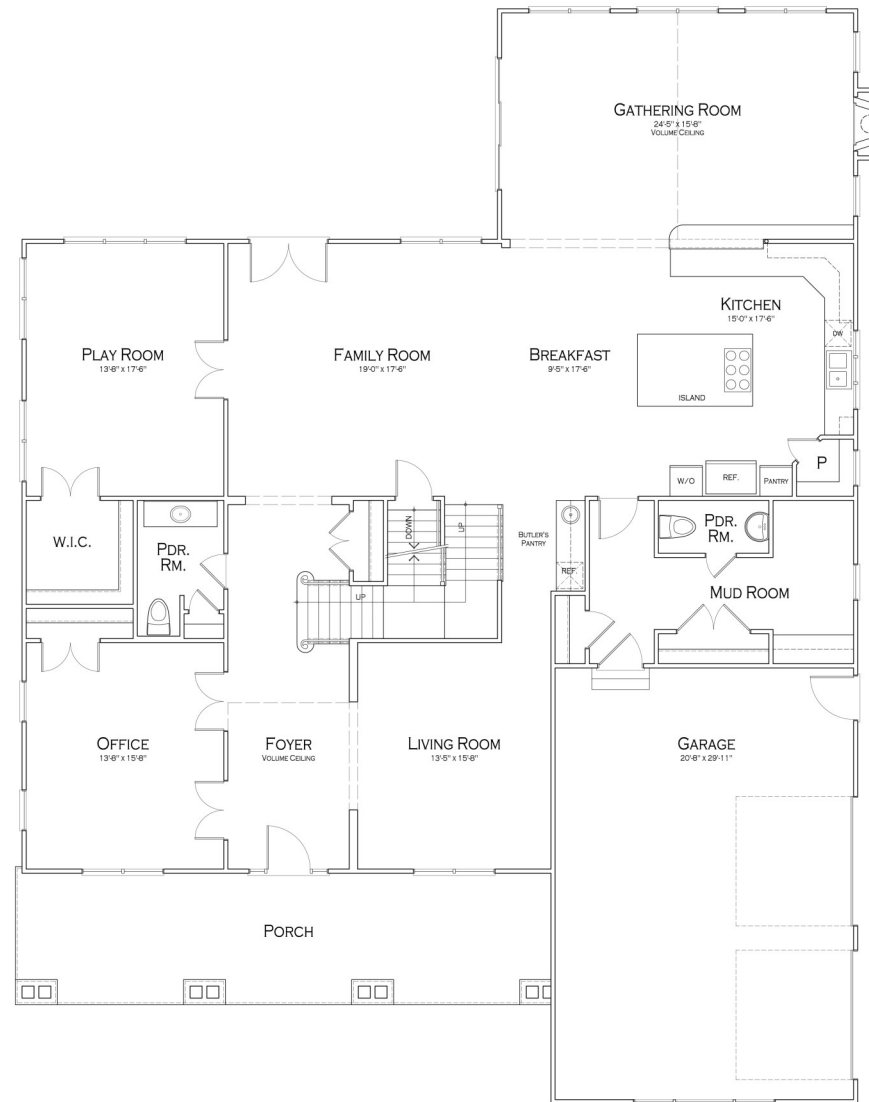 GATHERING ROOM
24'-5" x 15'-8"
VOLUME CEILING
KITCHEN
15'-0" x 17'-6"
DW
PLAY ROOM
13'-8" x 17'-6"
FAMILY ROOM
19'-0" x 17'-6"
BREAKFAST
9'-5" x 17'-6"
ISLAND
P
W/O
REF.
PANTRY
W.I.C.
PDR.
RM.
DOWN
UP
UP
BUTLER'S
PANTRY
REF.
PDR.
RM.
MUD ROOM
OFFICE
13'-8" x 15'-8"
FOYER
VOLUME CEILING
LIVING ROOM
13'-5" x 15'-8"
GARAGE
20'-8" x 29'-11"
PORCH